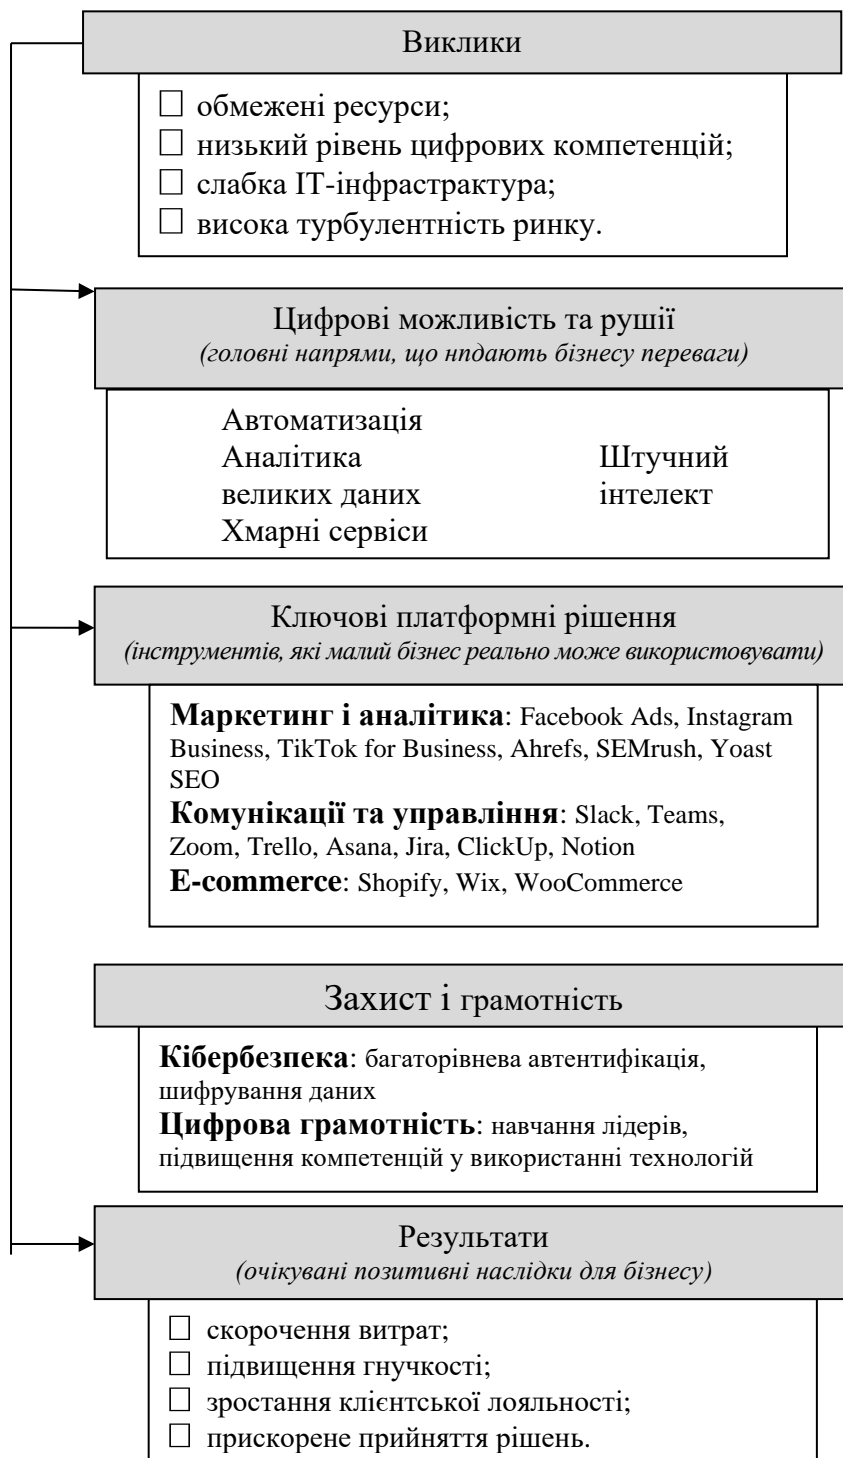 Виклики
□ обмежені ресурси;
□ низький рівень цифрових компетенцій;
□ слабка ІТ-інфрастрактура;
□ висока турбулентність ринку.
Цифрові можливість та рушії
(головні напрями, що нпдають бізнесу переваги)
Автоматизація
Аналітика
великих даних
Хмарні сервіси
Штучний
інтелект
Ключові платформні рішення
(інструментів, які малий бізнес реально може використовувати)
Маркетинг і аналітика: Facebook Ads, Instagram
Business, TikTok for Business, Ahrefs, SEMrush, Yoast
SEO
Комунікації та управління: Slack, Teams,
Zoom, Trello, Asana, Jira, ClickUp, Notion
E-commerce: Shopify, Wix, WooCommerce
Захист і грамотність
Кібербезпека: багаторівнева автентифікація,
шифрування даних
Цифрова грамотність: навчання лідерів,
підвищення компетенцій у використанні технологій
Результати
(очікувані позитивні наслідки для бізнесу)
□ скорочення витрат;
□ підвищення гнучкості;
□ зростання клієнтської лояльності;
□ прискорене прийняття рішень.